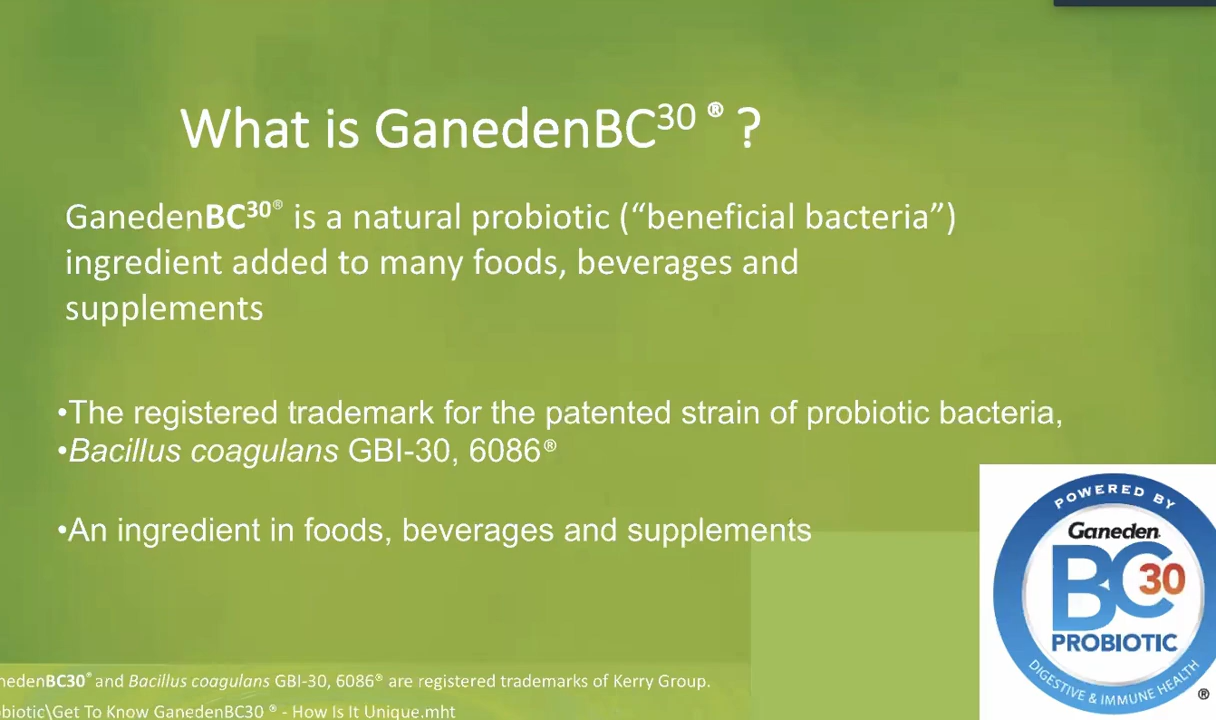 What is GanedenBC30 ® ?
GanedenBC30® is a natural probiotic (“beneficial bacteria”)
ingredient added to many foods, beverages and
supplements
•The registered trademark for the patented strain of probiotic bacteria,
•Bacillus coagulans GBI-30, 6086®
•An ingredient in foods, beverages and supplements
POWERED BY
Ganeden
BC30
PROBIOTIC
DIGESTIVE & IMMUNE HEALTH
®
nedenBC30® and Bacillus coagulans GBI-30, 6086® are registered trademarks of Kerry Group.
obiotic\Get To Know GanedenBC30 ® - How Is It Unique.mht